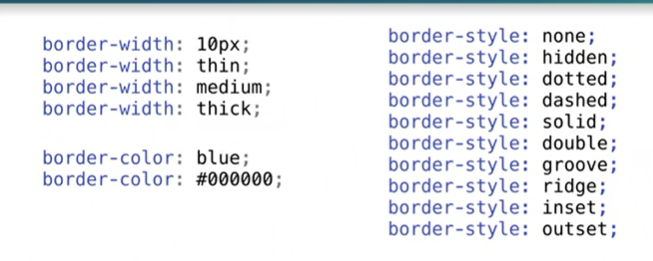 border-width: 10px;
border-width: thin;
border-width: medium;
border-width: thick;
border-color: blue;
border-color: #000000;
border-style: none;
border-style: hidden;
border-style: dotted;
border-style: dashed;
border-style: solid;
border-style: double;
border-style: groove;
border-style: ridge;
border-style: inset;
border-style: outset;